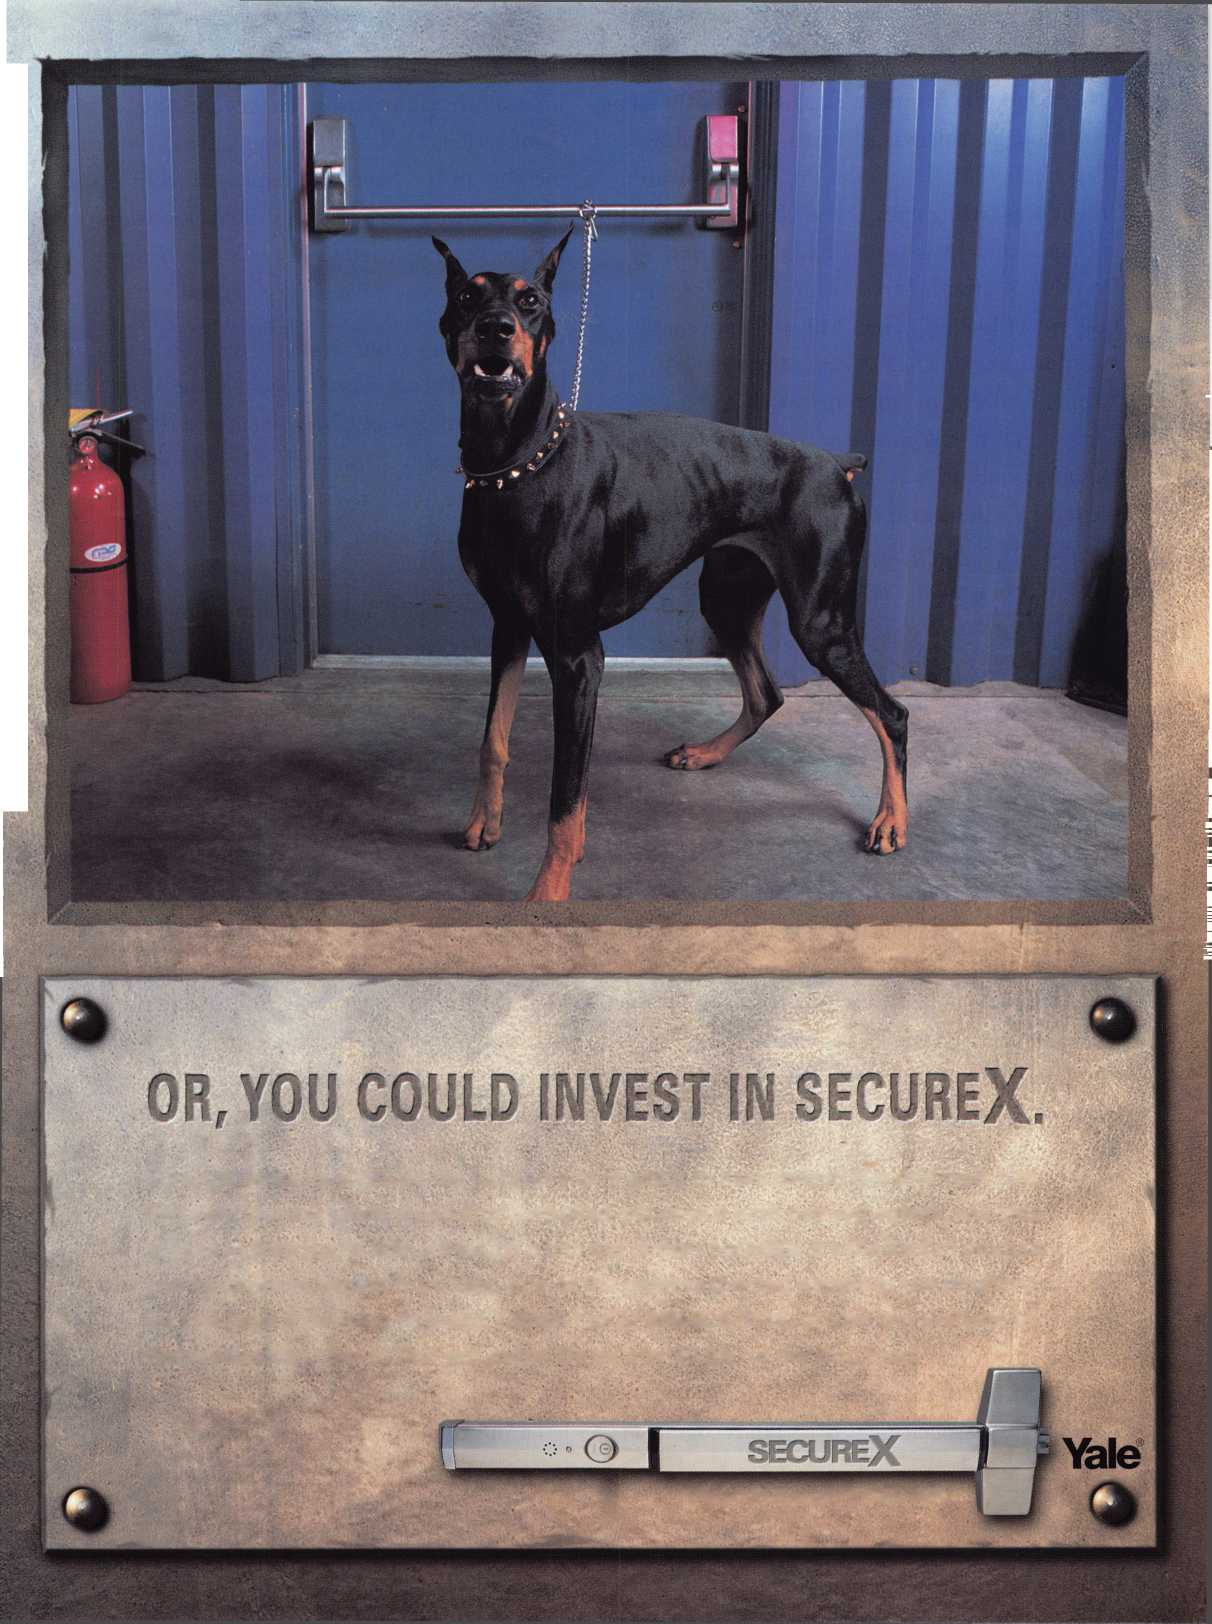 OR, YOU COULD INVEST IN SECUREX.
SECUREX
Yale®